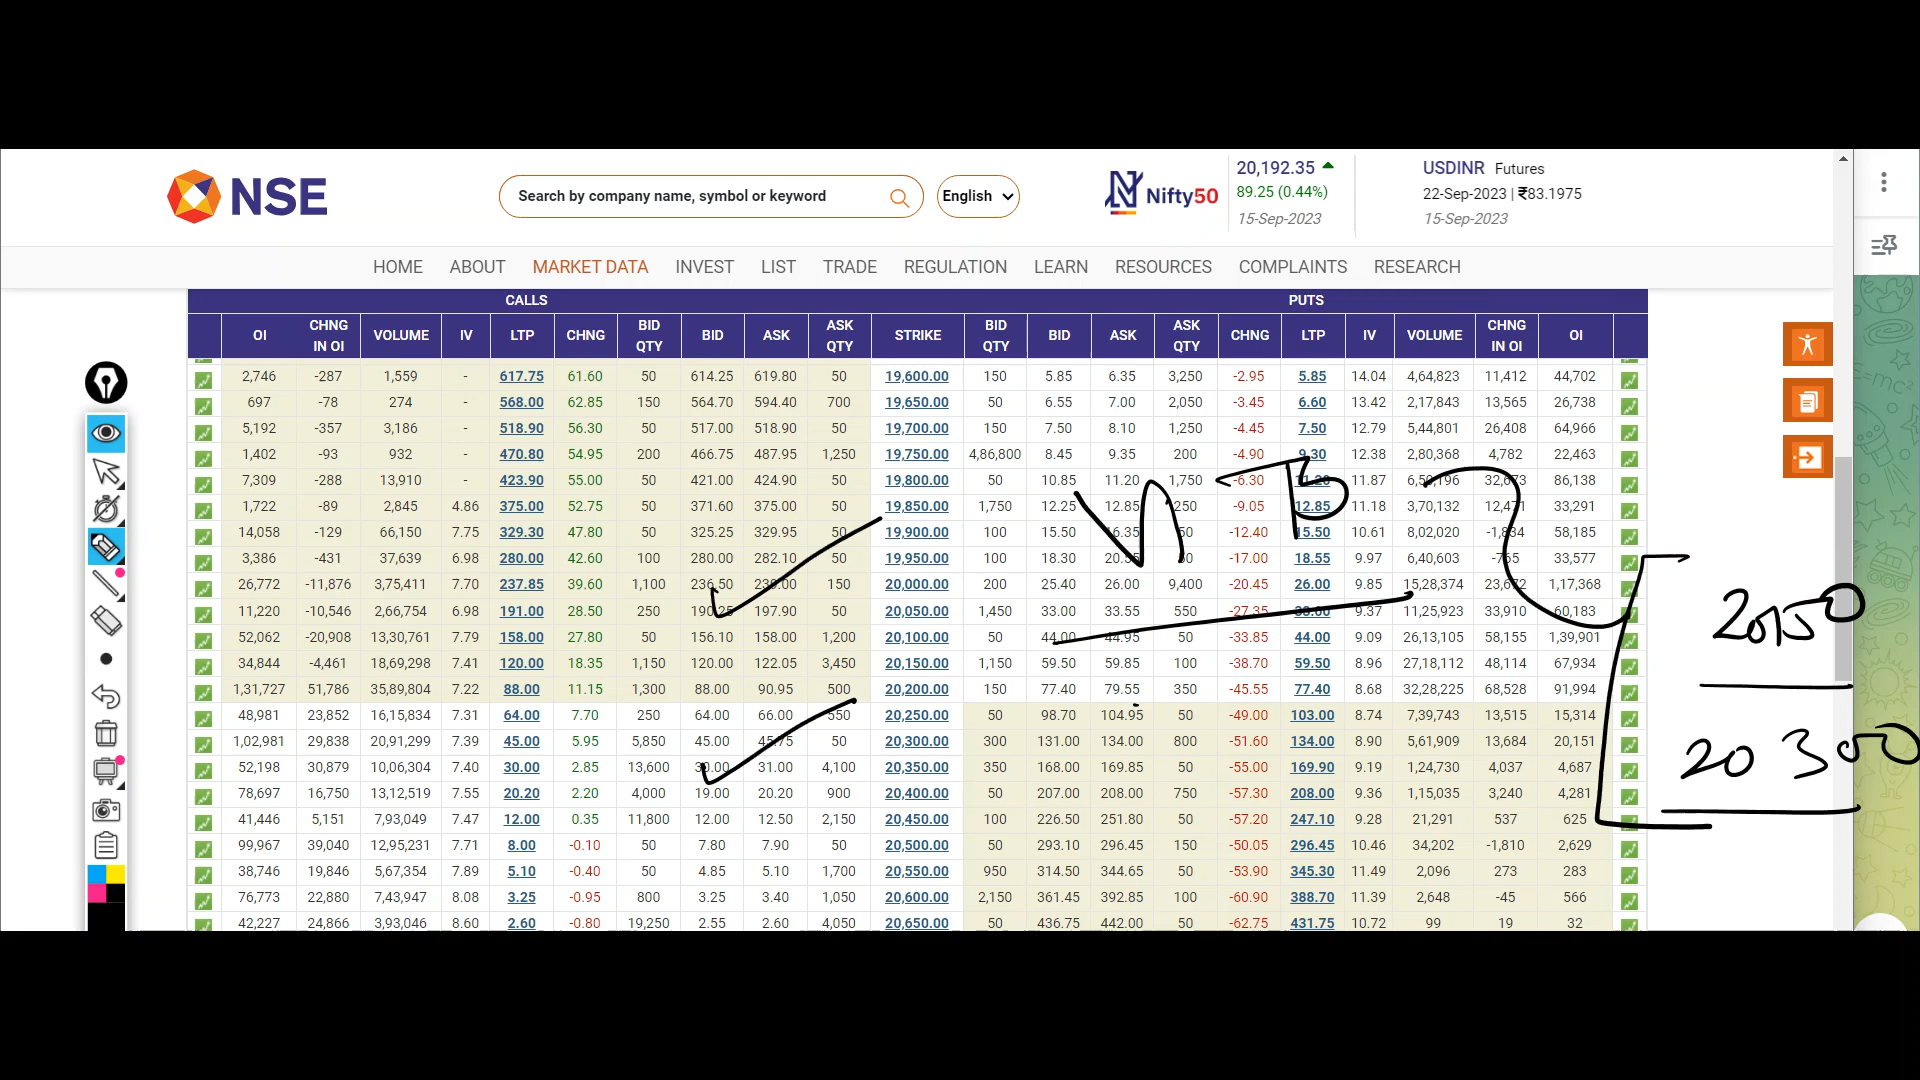 NSE
Search by company name, symbol or keyword
English
Nifty50
20,192.35
89.25 (0.44%)
15-Sep-2023
USDINR Futures
22-Sep-2023 | ₹83.1975
15-Sep-2023
HOME ABOUT MARKET DATA INVEST LIST TRADE REGULATION LEARN RESOURCES COMPLAINTS RESEARCH
CALLS PUTS
OI CHNG IN OI VOLUME IV LTP CHNG BID QTY BID ASK ASK QTY STRIKE BID QTY BID ASK ASK QTY CHNG LTP IV VOLUME CHNG IN OI OI
2,746 -287 1,559 - 617.75 61.60 50 614.25 619.80 50 19,600.00 150 5.85 6.35 3,250 -2.95 5.85 14.04 4,64,823 11,412 44,702
697 -78 274 - 568.00 62.85 150 564.70 594.40 700 19,650.00 50 6.55 7.00 2,050 -3.45 6.60 13.42 2,17,843 13,565 26,738
5,192 -357 3,186 - 518.90 56.30 50 517.00 518.90 50 19,700.00 150 7.50 8.10 1,250 -4.45 7.50 12.79 5,44,801 26,408 64,966
1,402 -93 932 - 470.80 54.95 200 466.75 487.95 1,250 19,750.00 4,86,800 8.45 9.35 200 -4.90 9.30 12.38 2,80,368 4,782 22,463
7,309 -288 13,910 - 423.90 55.00 50 421.00 424.90 50 19,800.00 50 10.85 11.20 1,750 -6.30 11.87 86,138
1,722 -89 2,845 4.86 375.00 52.75 50 371.60 375.00 50 19,850.00 1,750 12.25 12.85 250 -9.05 12.85 11.18 3,70,132 33,291
14,058 -129 66,150 7.75 329.30 47.80 50 325.25 329.95 50 19,900.00 100 15.50 16.35 50 -12.40 15.50 10.61 8,02,020 -1,834 58,185
3,386 -431 37,639 6.98 280.00 42.60 100 280.00 282.10 50 19,950.00 100 18.30 -17.00 18.55 9.97 6,40,603 -765 33,577
26,772 -11,876 3,75,411 7.70 237.85 39.60 1,100 236.50 150 20,000.00 200 25.40 26.00 9,400 -20.45 26.00 9.85 15,28,374 23,672 1,17,368
11,220 -10,546 2,66,754 6.98 191.00 28.50 250 190.25 197.90 50 20,050.00 1,450 33.00 33.55 550 -27.35 9.37 11,25,923 33,910 60,183
52,062 -20,908 13,30,761 7.79 158.00 27.80 50 156.10 158.00 1,200 20,100.00 50 44.00 44.95 50 -33.85 44.00 9.09 26,13,105 58,155 1,39,901
34,844 -4,461 18,69,298 7.41 120.00 18.35 1,150 120.00 122.05 3,450 20,150.00 1,150 59.50 59.85 100 -38.70 59.50 8.96 27,18,112 48,114 67,934
1,31,727 51,786 35,89,804 7.22 88.00 11.15 1,300 88.00 90.95 500 20,200.00 150 77.40 79.55 350 -45.55 77.40 8.68 32,28,225 68,528 91,994
48,981 23,852 16,15,834 7.31 64.00 7.70 250 64.00 66.00 550 20,250.00 50 98.70 104.95 50 -49.00 103.00 8.74 7,39,743 13,515 15,314
1,02,981 29,838 20,91,299 7.39 45.00 5.95 5,850 45.00 45.75 50 20,300.00 300 131.00 134.00 800 -51.60 134.00 8.90 5,61,909 13,684 20,151
52,198 30,879 10,06,304 7.40 30.00 2.85 13,600 30.00 31.00 4,100 20,350.00 350 168.00 169.85 50 -55.00 169.90 9.19 1,24,730 4,037 4,687
78,697 16,750 13,12,519 7.55 20.20 2.20 4,000 19.00 20.20 900 20,400.00 50 207.00 208.00 750 -57.30 208.00 9.36 1,15,035 3,240 4,281
41,446 5,151 7,93,049 7.47 12.00 0.35 11,800 12.00 12.50 2,150 20,450.00 100 226.50 251.80 50 -57.20 247.10 9.28 21,291 537 625
99,967 39,040 12,95,231 7.71 8.00 -0.10 50 7.80 7.90 50 20,500.00 50 293.10 296.45 150 -50.05 296.45 10.46 34,202 -1,810 2,629
38,746 19,846 5,67,354 7.89 5.10 -0.40 50 4.85 5.10 1,700 20,550.00 950 314.50 344.65 50 -53.90 345.30 11.49 2,096 273 283
76,773 22,880 7,43,947 8.08 3.25 -0.95 800 3.25 3.40 1,050 20,600.00 2,150 361.45 392.85 100 -60.90 388.70 11.39 2,648 -45 566
42,227 24,866 3,93,046 8.60 2.60 -0.80 19,250 2.55 2.60 4,050 20,650.00 50 436.75 442.00 50 -62.75 431.75 10.72 99 19 32
20150
20300